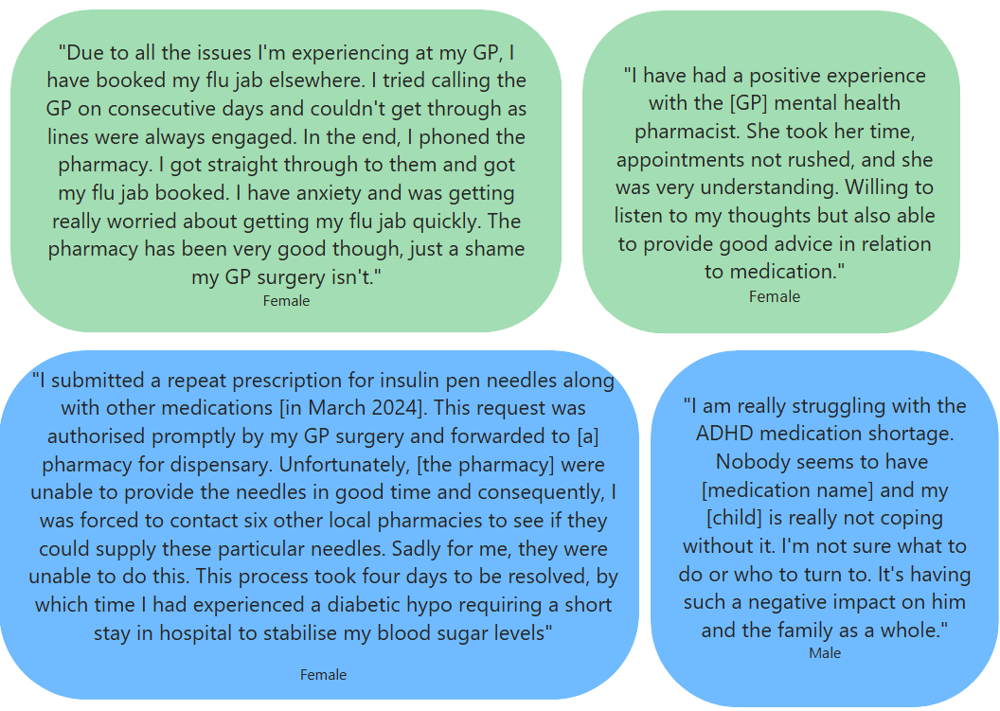 "Due to all the issues I'm experiencing at my GP, I
have booked my flu jab elsewhere. I tried calling the
GP on consecutive days and couldn't get through as
lines were always engaged. In the end, I phoned the
pharmacy. I got straight through to them and got
my flu jab booked. I have anxiety and was getting
really worried about getting my flu jab quickly. The
pharmacy has been very good though, just a shame
my GP surgery isn't."
Female
"I have had a positive experience
with the [GP] mental health
pharmacist. She took her time,
appointments not rushed, and she
was very understanding. Willing to
listen to my thoughts but also able
to provide good advice in relation
to medication."
Female
"I submitted a repeat prescription for insulin pen needles along
with other medications [in March 2024]. This request was
authorised promptly by my GP surgery and forwarded to [a]
pharmacy for dispensary. Unfortunately, [the pharmacy] were
unable to provide the needles in good time and consequently, I
was forced to contact six other local pharmacies to see if they
could supply these particular needles. Sadly for me, they were
unable to do this. This process took four days to be resolved, by
which time I had experienced a diabetic hypo requiring a short
stay in hospital to stabilise my blood sugar levels"
Female
"I am really struggling with the
ADHD medication shortage.
Nobody seems to have
[medication name] and my
[child] is really not coping
without it. I'm not sure what to
do or who to turn to. It's having
such a negative impact on him
and the family as a whole."
Male